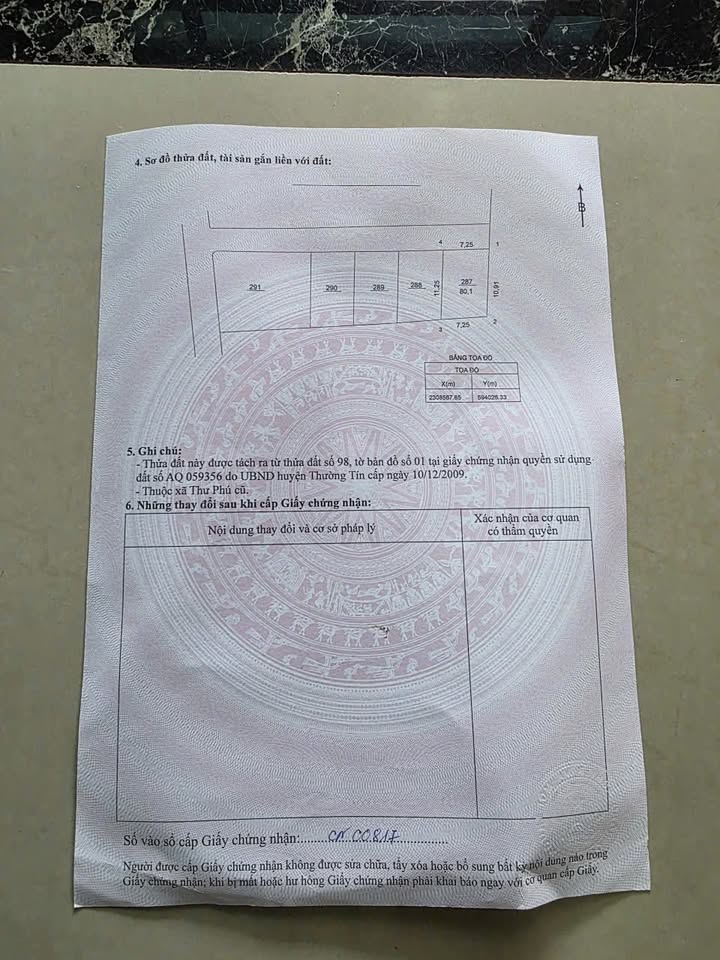 4. Sơ đồ thửa đất, tài sản gắn liền với đất:
B
4 7,25 1
291 290 289 288 11,25 287 10,91
80,1
3 7,25 2
BẢNG TỌA ĐỘ
TỌA ĐỘ
X(m) Y(m)
2308567.65 594026.33
5. Ghi chú:
- Thửa đất này được tách ra từ thửa đất số 98, tờ bản đồ số 01 tại giấy chứng nhận quyền sử dụng
đất số AQ 059356 do UBND huyện Thường Tín cấp ngày 10/12/2009.
- Thuộc xã Thư Phú cũ.
6. Những thay đổi sau khi cấp Giấy chứng nhận:
Nội dung thay đổi và cơ sở pháp lý
Xác nhận của cơ quan
có thẩm quyền
Số vào sổ cấp Giấy chứng nhận:.........CN 00817...............
Người được cấp Giấy chứng nhận không được sửa chữa, tẩy xóa hoặc bổ sung bất kỳ nội dung nào trong
Giấy chứng nhận; khi bị mất hoặc hư hỏng Giấy chứng nhận phải khai báo ngay với cơ quan cấp Giấy.